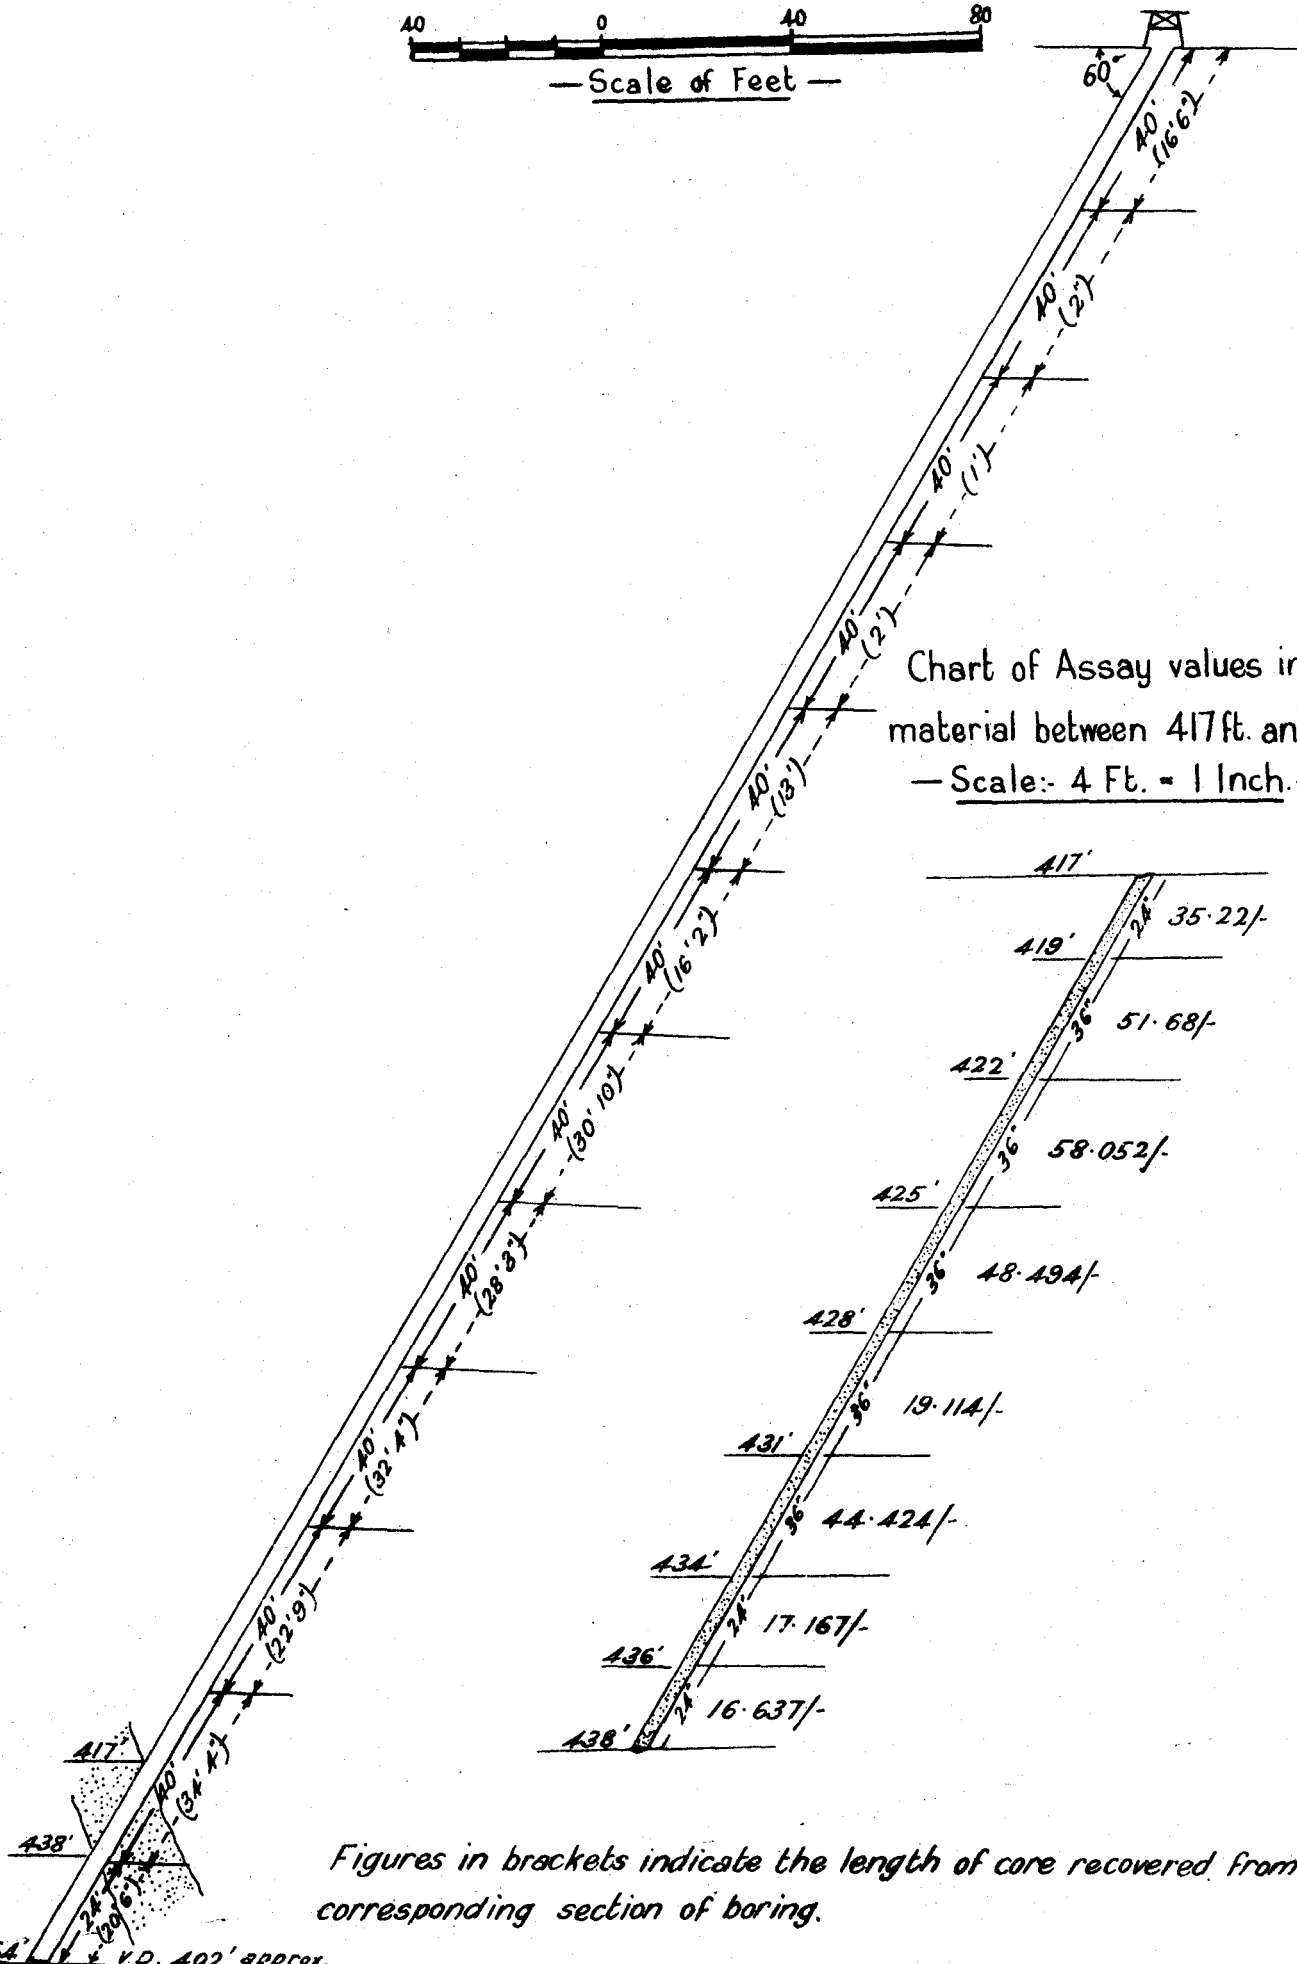 40 0 40 80
— Scale of Feet —
60°
40' (16'6")
40' (2")
40' (1')
40' (2')
40' (13')
40' (16' 2")
40' (30' 10")
40' (28' 3")
40' (32' 4")
40' (22' 9")
40' (34' 4")
24' (20' 6")
417'
438'
V.D. 402' approx.
Chart of Assay values in
material between 417ft. an
— Scale:- 4 Ft. = 1 Inch.
417'
24" 35·22/-
419'
36" 51·68/-
422'
36" 58·052/-
425'
36" 48·494/-
428'
36" 19·114/-
431'
36" 44·424/-
434'
24" 17·167/-
436'
24" 16·637/-
438'
Figures in brackets indicate the length of core recovered from
corresponding section of boring.